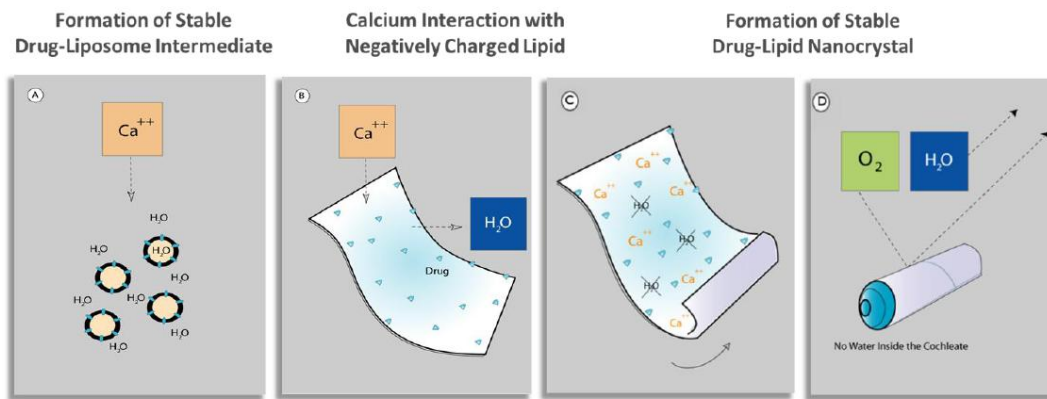 Formation of Stable
Drug-Liposome Intermediate
Calcium Interaction with
Negatively Charged Lipid
Formation of Stable
Drug-Lipid Nanocrystal
A
Ca++
H₂O
H₂O
H₂O
H₂O
H₂O
H₂O
H₂O
H₂O
B
Ca++
H₂O
Drug
C
Ca++
Ca++
Ca++
H₂O
Ca++
H₂O
H₂O
Ca++
Ca++
D
O₂
H₂O
No Water Inside the Cochleate